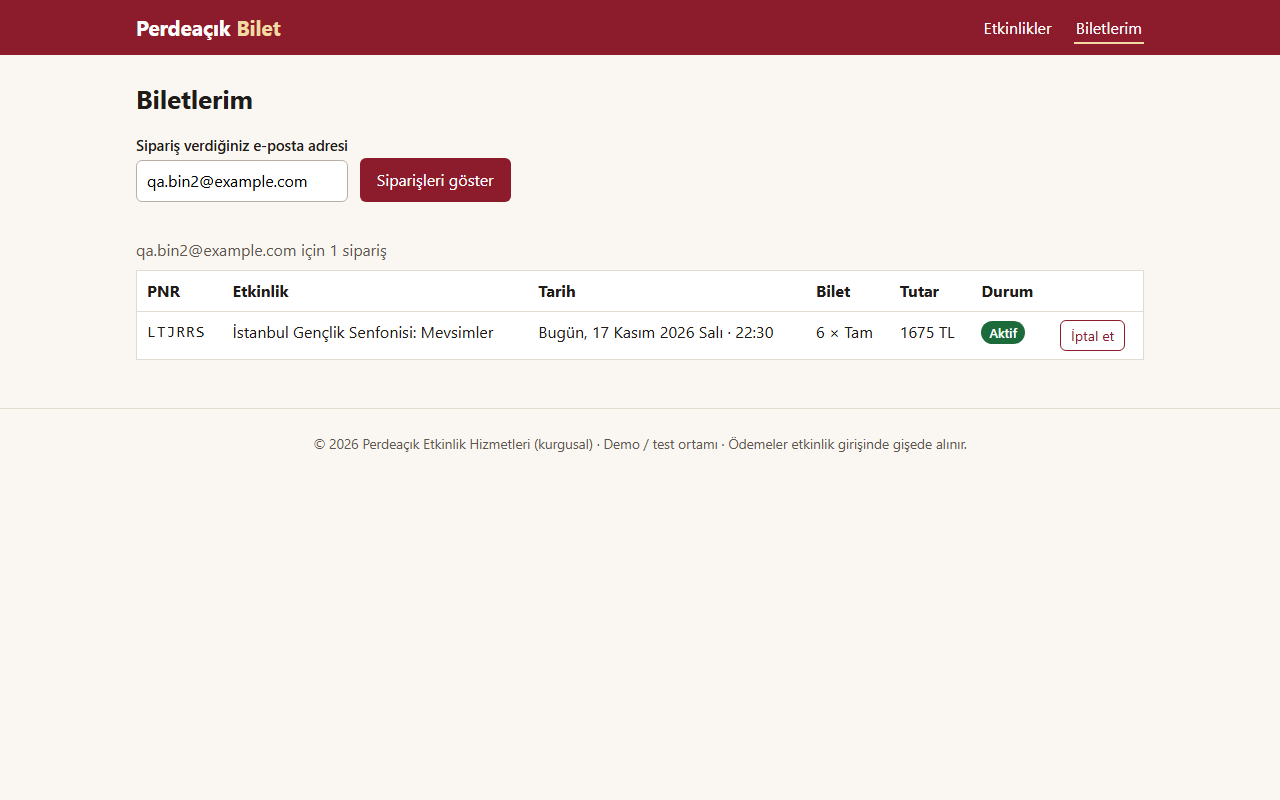 Perdeaçık Bilet
Etkinlikler
Biletlerim
Biletlerim
Sipariş verdiğiniz e-posta adresi
qa.bin2@example.com
Siparişleri göster
qa.bin2@example.com için 1 sipariş
PNR Etkinlik Tarih Bilet Tutar Durum
LTJRRS İstanbul Gençlik Senfonisi: Mevsimler Bugün, 17 Kasım 2026 Salı · 22:30 6 × Tam 1675 TL Aktif İptal et
© 2026 Perdeaçık Etkinlik Hizmetleri (kurgusal) · Demo / test ortamı · Ödemeler etkinlik girişinde gişede alınır.